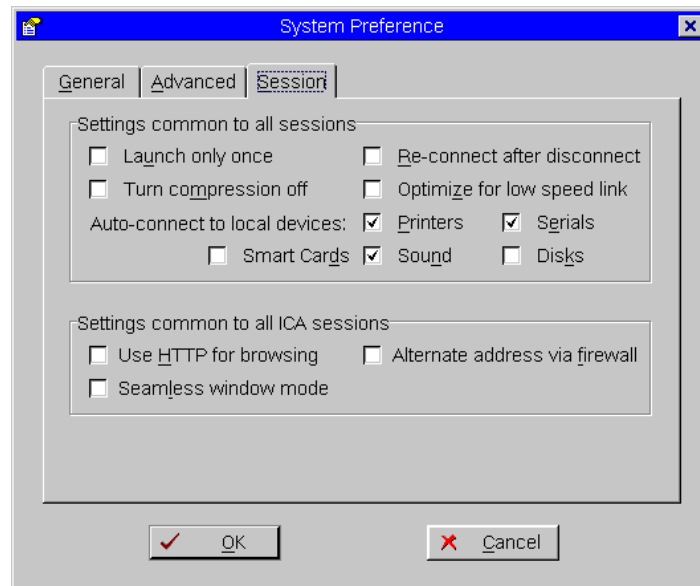 System Preference
General Advanced Session
Settings common to all sessions
Launch only once Re-connect after disconnect
Turn compression off Optimize for low speed link
Auto-connect to local devices: Printers Serials
Smart Cards Sound Disks
Settings common to all ICA sessions
Use HTTP for browsing Alternate address via firewall
Seamless window mode
OK Cancel